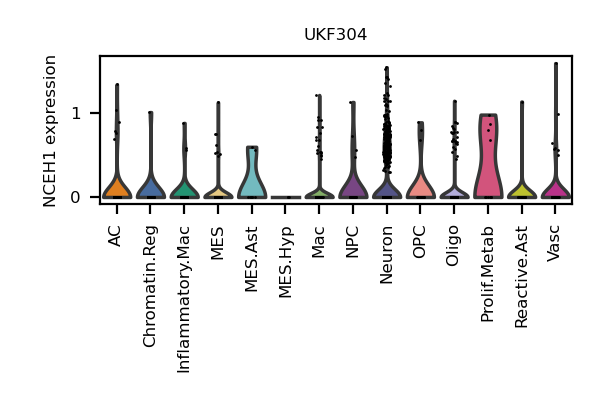 UKF304
NCEH1 expression
1
0
AC
Chromatin.Reg
Inflammatory.Mac
MES
MES.Ast
MES.Hyp
Mac
NPC
Neuron
OPC
Oligo
Prolif.Metab
Reactive.Ast
Vasc